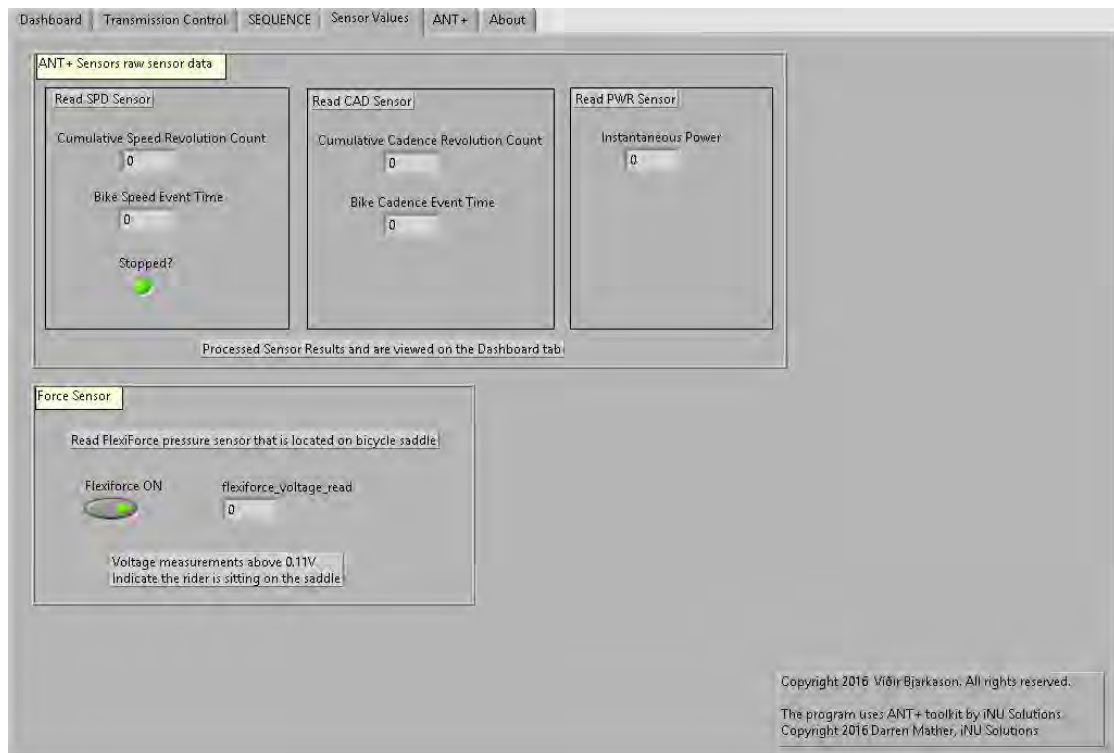 Dashboard Transmission Control SEQUENCE Sensor Values ANT+ About
ANT+ Sensors raw sensor data
Read SPD Sensor
Cumulative Speed Revolution Count
0
Bike Speed Event Time
0
Stopped?
Read CAD Sensor
Cumulative Cadence Revolution Count
0
Bike Cadence Event Time
0
Read PWR Sensor
Instantaneous Power
0
Processed Sensor Results and are viewed on the Dashboard tab
Force Sensor
Read FlexiForce pressure sensor that is located on bicycle saddle
Flexiforce ON
flexiforce_voltage_read
0
Voltage measurements above 0.11V
Indicate the rider is sitting on the saddle
Copyright 2016 Víðir Bjarkason. All rights reserved.
The program uses ANT+ toolkit by iNU Solutions
Copyright 2016 Darren Mather, iNU Solutions